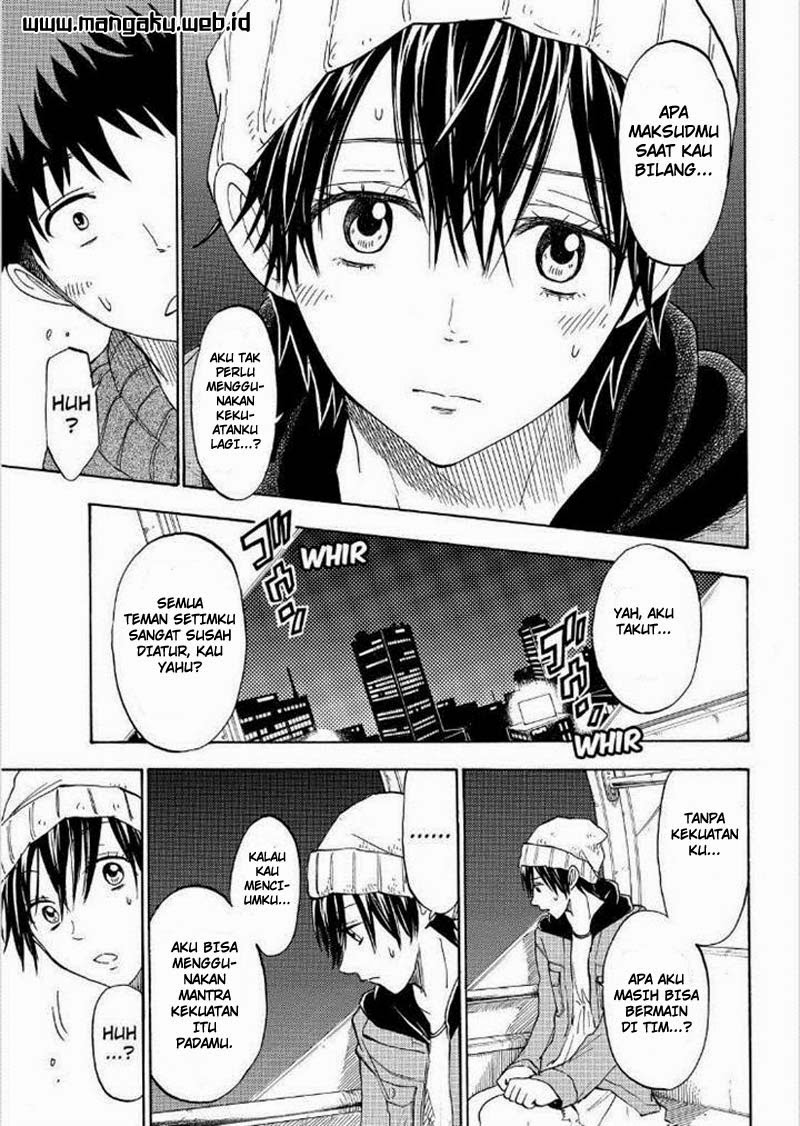 www.mangaku.web.id
APA
MAKSUDMU
SAAT KAU
BILANG...
AKU TAK
PERLU
MENGGU-
NAKAN
KEKU-
ATANKU
LAGI...?
HUH
?
YAH, AKU
TAKUT...
WHIR
WHIR
SEMUA
TEMAN SETIMKU
SANGAT SUSAH
DIATUR, KAU
YAHU?
TANPA
KEKUATAN
KU...
APA AKU
MASIH BISA
BERMAIN
DI TIM...?
......
KALAU
KAU
MENCI-
UMKU...
AKU BISA
MENGGU-
NAKAN
MANTRA
KEKUATAN
ITU
PADAMU.
HUH
...?